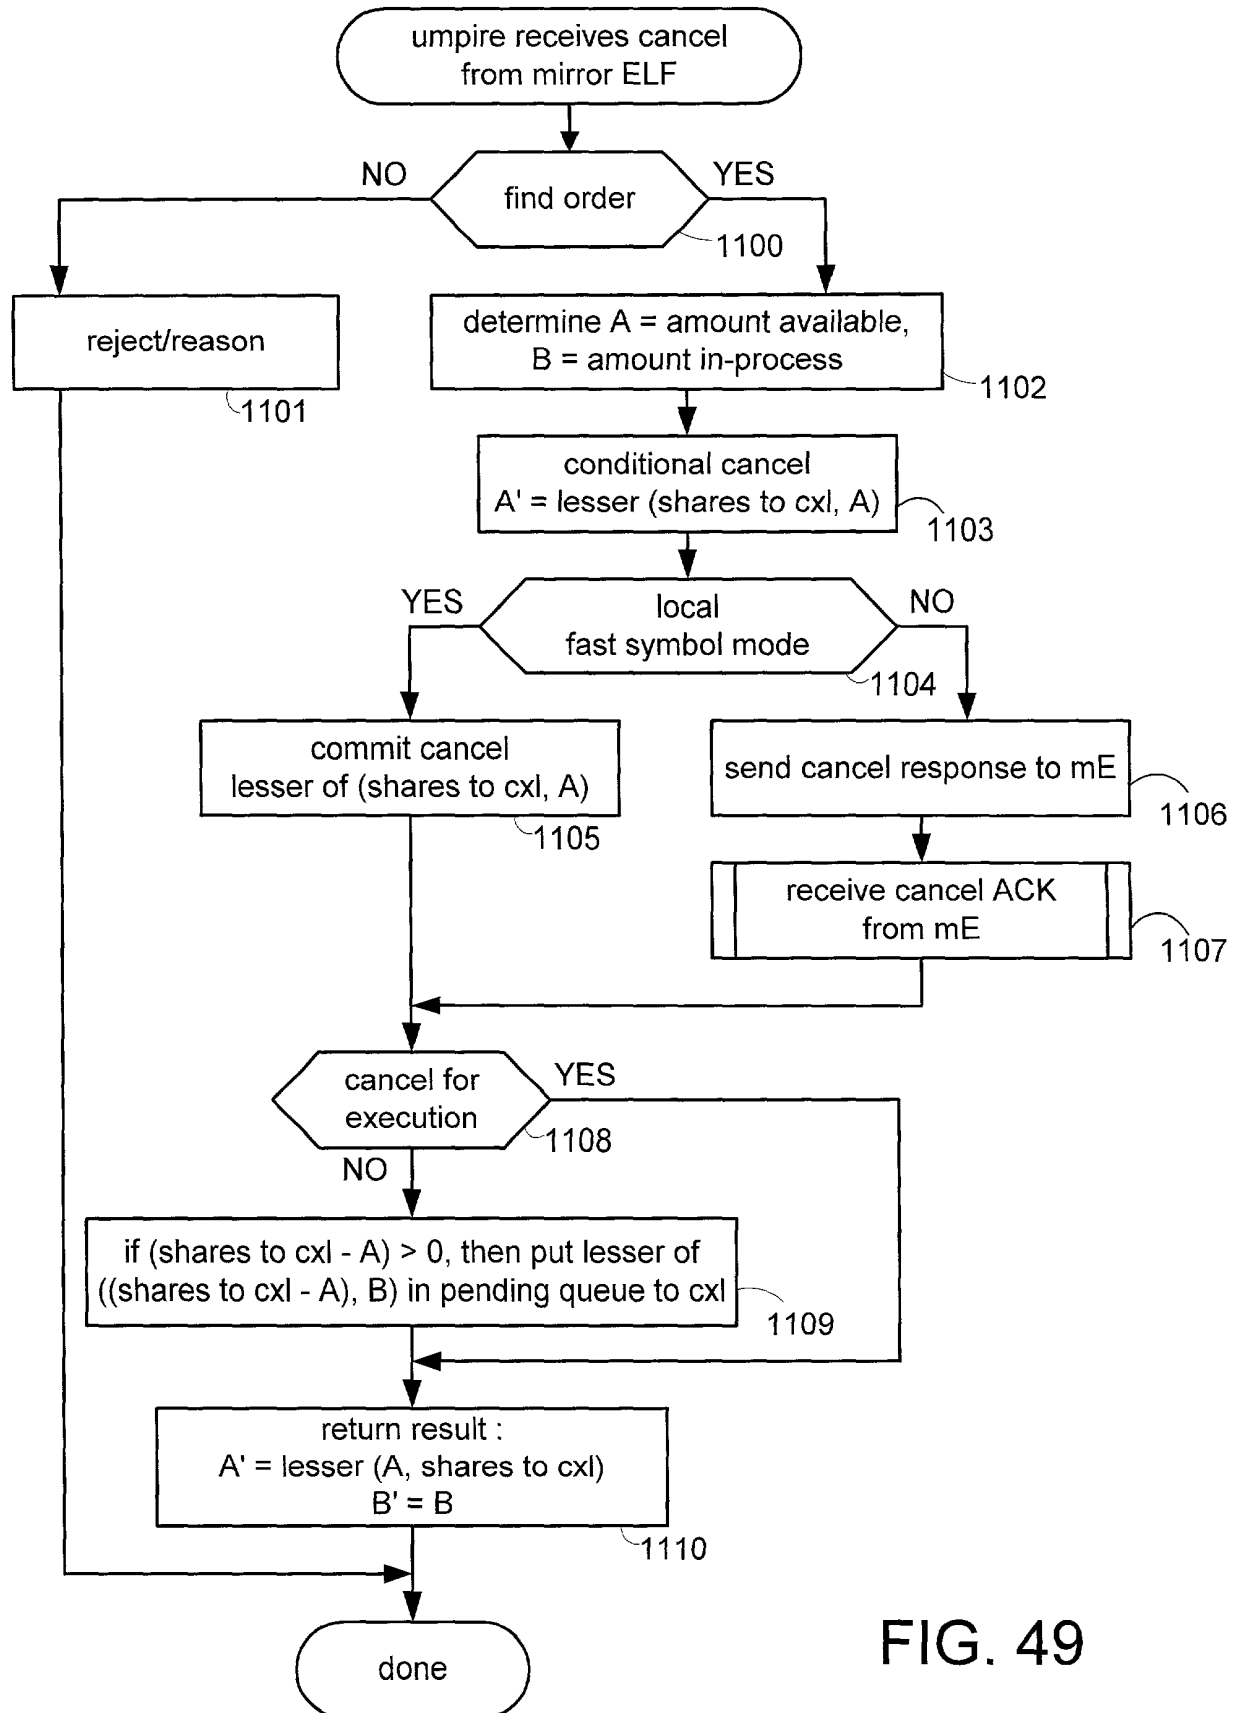 umpire receives cancel
from mirror ELF
NO
YES
find order
1100
reject/reason
1101
determine A = amount available,
B = amount in-process
1102
conditional cancel
A' = lesser (shares to cxl, A)
1103
YES
local
NO
fast symbol mode
1104
commit cancel
lesser of (shares to cxl, A)
1105
send cancel response to mE
1106
receive cancel ACK
from mE
1107
cancel for
execution
YES
1108
NO
if (shares to cxl - A) > 0, then put lesser of
((shares to cxl - A), B) in pending queue to cxl
1109
return result :
A' = lesser (A, shares to cxl)
B' = B
1110
done
FIG. 49